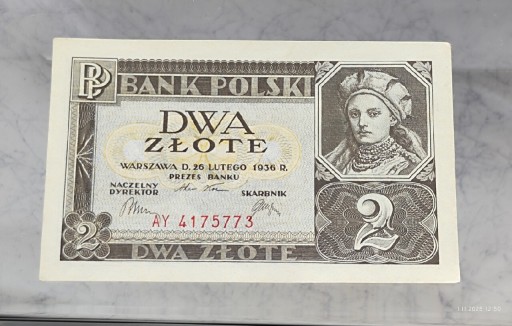 BP
BANK POLSKI
DWA
ZŁOTE
WARSZAWA D. 26 LUTEGO 1936 R.
PREZES BANKU
NACZELNY
DYREKTOR
SKARBNIK
AY 4175773
2
2
DWA ZŁOTE